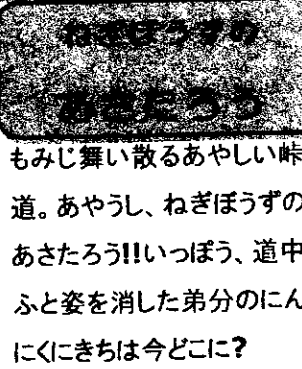 ねぎぼうずの
あさたろう
もみじ舞い散るあやしい峠
道。あやうし、ねぎぼうずの
あさたろう!!いっぽう、道中
ふと姿を消した弟分のにん
にくにきちは今どこに?